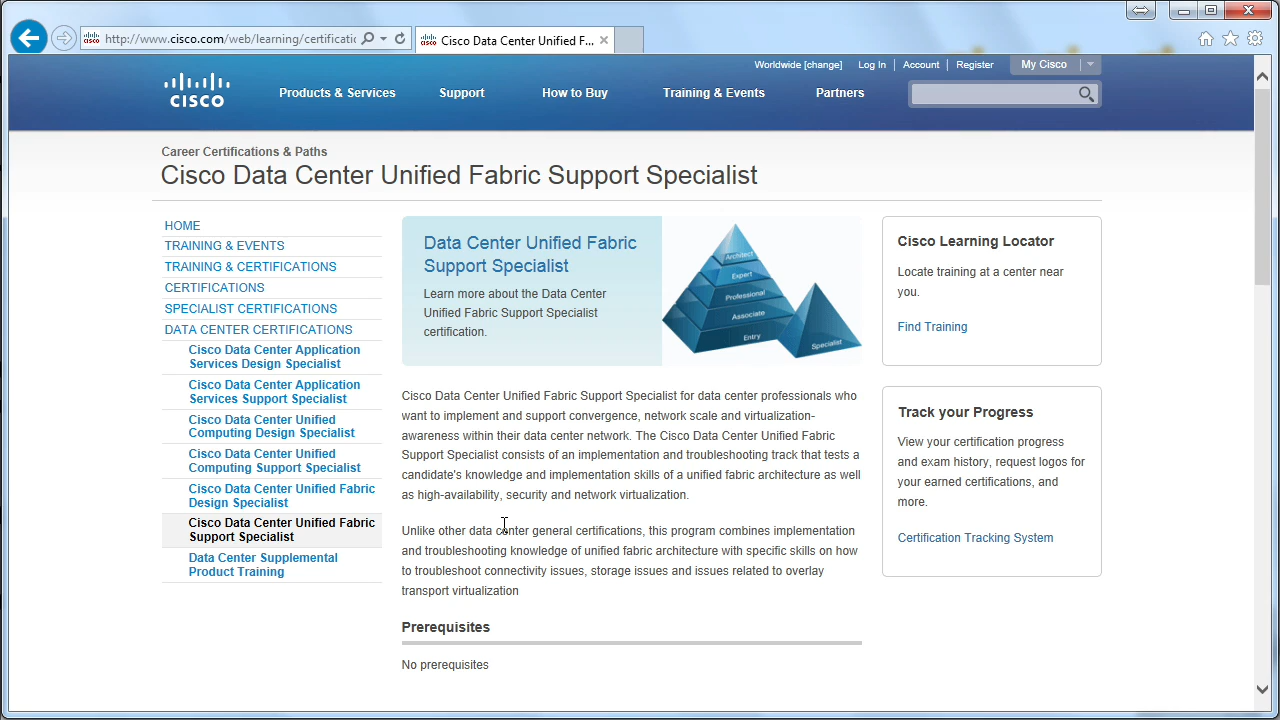 http://www.cisco.com/web/learning/certificatic
Cisco Data Center Unified F...
Worldwide [change]
Log In
Account
Register
My Cisco
CISCO
Products & Services
Support
How to Buy
Training & Events
Partners
Career Certifications & Paths
Cisco Data Center Unified Fabric Support Specialist
HOME
TRAINING & EVENTS
TRAINING & CERTIFICATIONS
CERTIFICATIONS
SPECIALIST CERTIFICATIONS
DATA CENTER CERTIFICATIONS
Cisco Data Center Application
Services Design Specialist
Cisco Data Center Application
Services Support Specialist
Cisco Data Center Unified
Computing Design Specialist
Cisco Data Center Unified
Computing Support Specialist
Cisco Data Center Unified Fabric
Design Specialist
Cisco Data Center Unified Fabric
Support Specialist
Data Center Supplemental
Product Training
Data Center Unified Fabric
Support Specialist
Learn more about the Data Center
Unified Fabric Support Specialist
certification.
Architect
Expert
Professional
Associate
Entry
Specialist
Cisco Data Center Unified Fabric Support Specialist for data center professionals who
want to implement and support convergence, network scale and virtualization-
awareness within their data center network. The Cisco Data Center Unified Fabric
Support Specialist consists of an implementation and troubleshooting track that tests a
candidate's knowledge and implementation skills of a unified fabric architecture as well
as high-availability, security and network virtualization.
Unlike other data center general certifications, this program combines implementation
and troubleshooting knowledge of unified fabric architecture with specific skills on how
to troubleshoot connectivity issues, storage issues and issues related to overlay
transport virtualization
Prerequisites
No prerequisites
Cisco Learning Locator
Locate training at a center near
you.
Find Training
Track your Progress
View your certification progress
and exam history, request logos for
your earned certifications, and
more.
Certification Tracking System